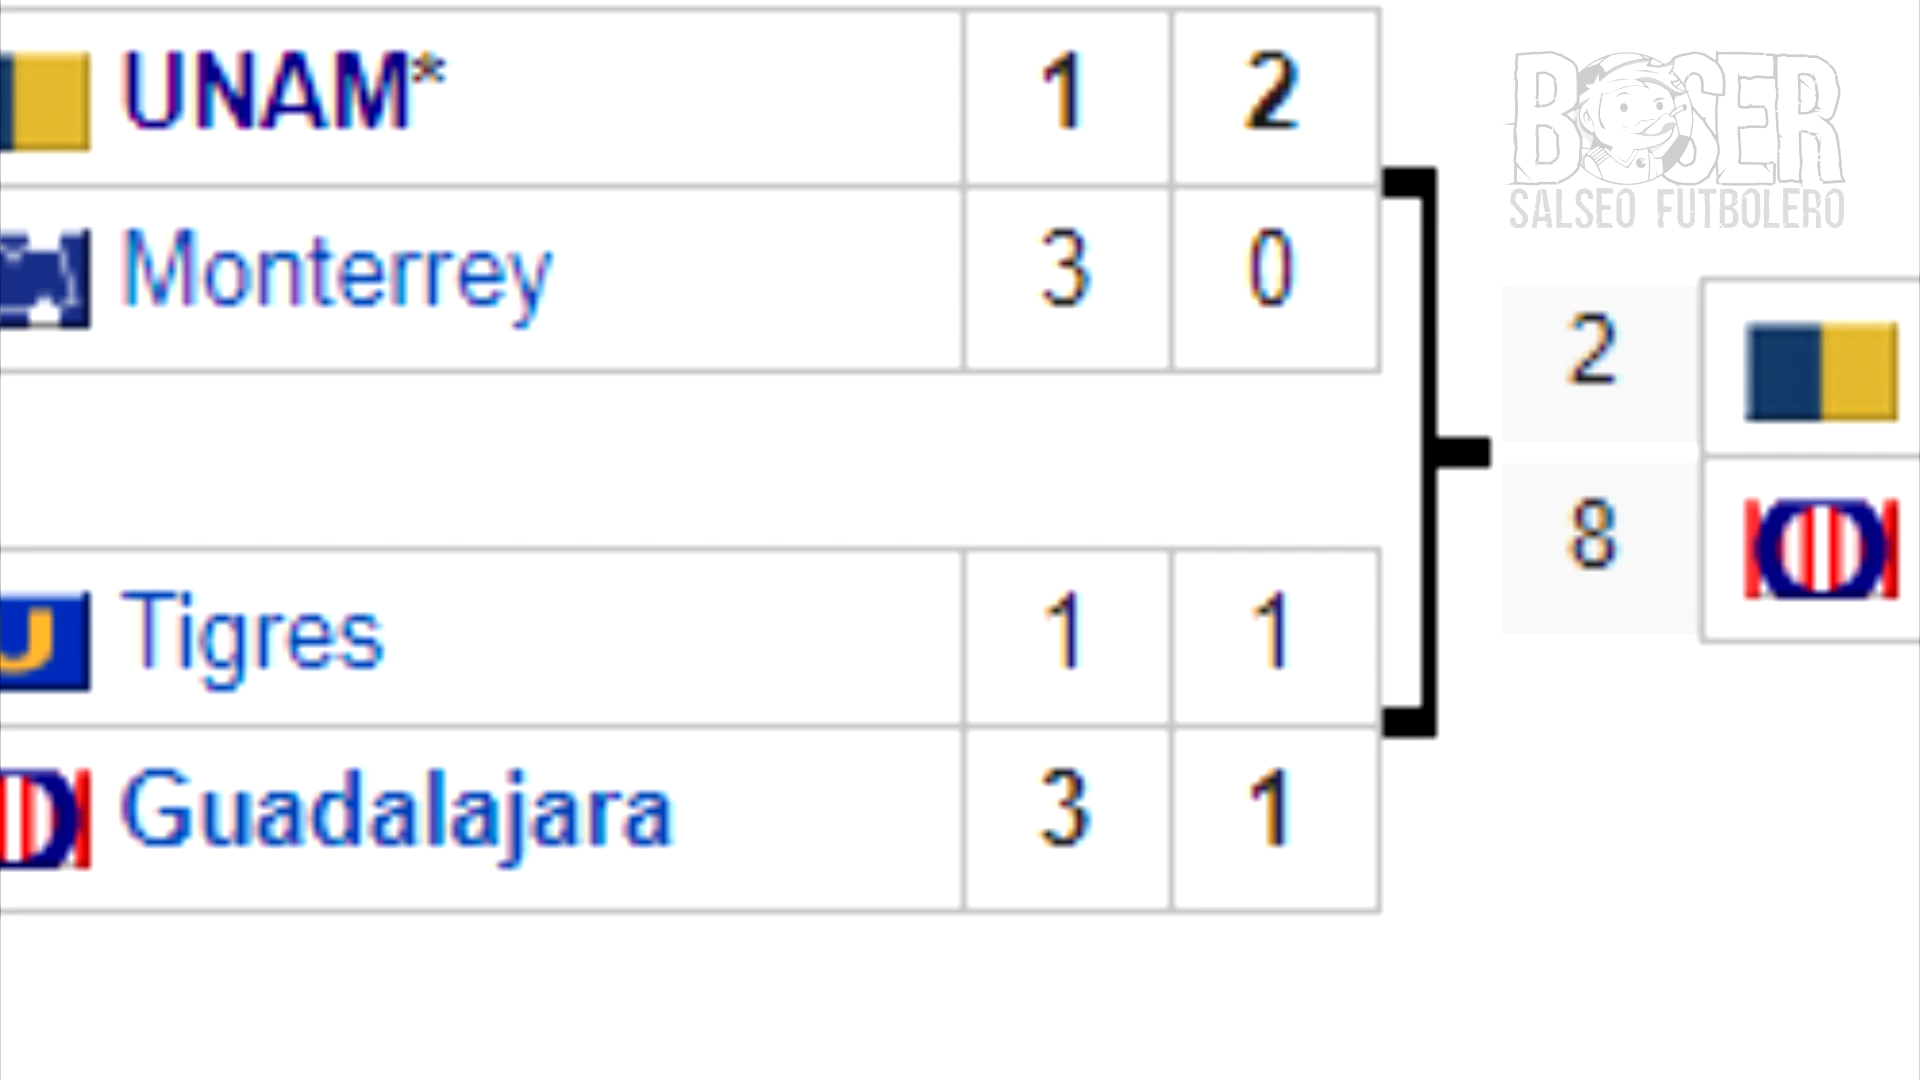 UNAM* 1 2
Monterrey 3 0
Tigres 1 1
Guadalajara 3 1
BOSER
SALSEO FUTBOLERO
2
8